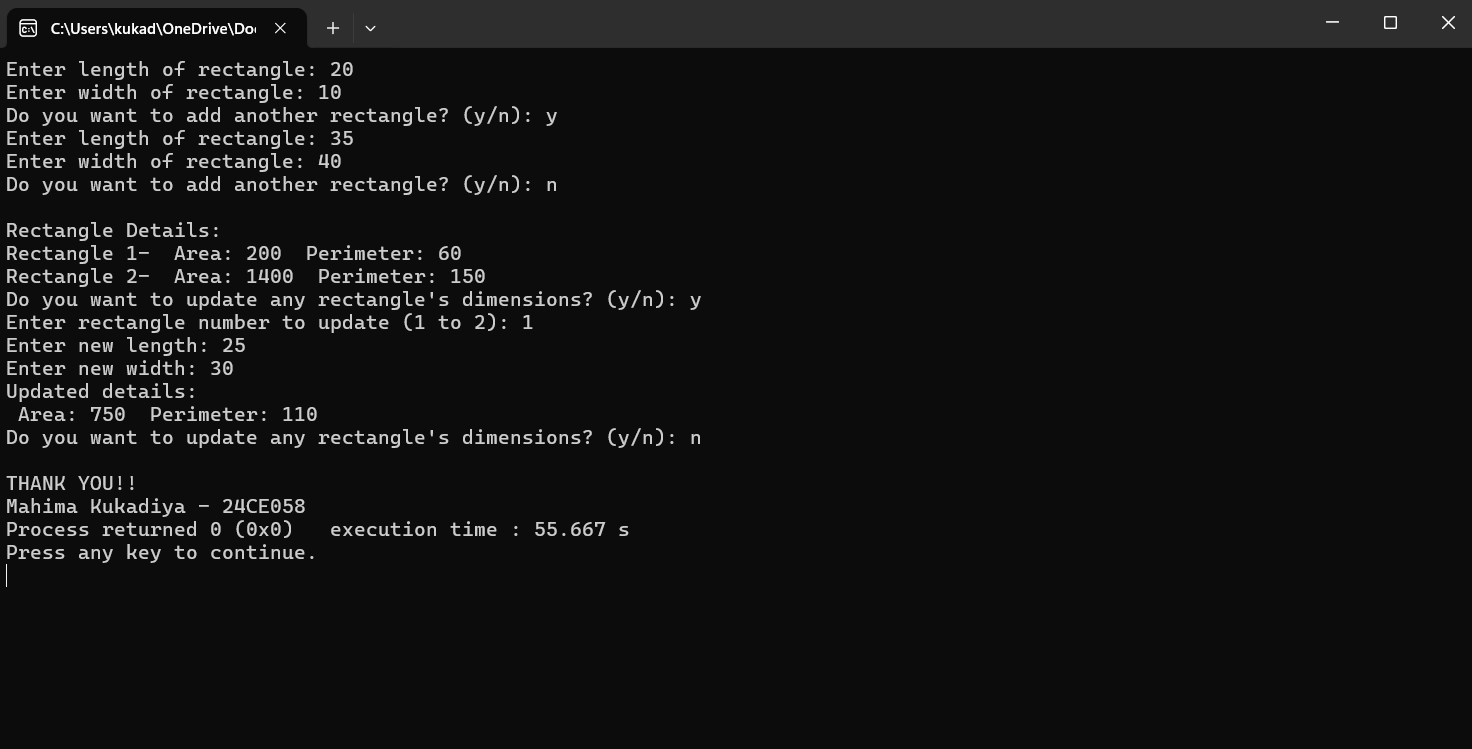 C:\Users\kukad\OneDrive\Do
Enter length of rectangle: 20
Enter width of rectangle: 10
Do you want to add another rectangle? (y/n): y
Enter length of rectangle: 35
Enter width of rectangle: 40
Do you want to add another rectangle? (y/n): n
Rectangle Details:
Rectangle 1-  Area: 200  Perimeter: 60
Rectangle 2-  Area: 1400  Perimeter: 150
Do you want to update any rectangle's dimensions? (y/n): y
Enter rectangle number to update (1 to 2): 1
Enter new length: 25
Enter new width: 30
Updated details:
 Area: 750  Perimeter: 110
Do you want to update any rectangle's dimensions? (y/n): n
THANK YOU!!
Mahima Kukadiya - 24CE058
Process returned 0 (0x0)   execution time : 55.667 s
Press any key to continue.